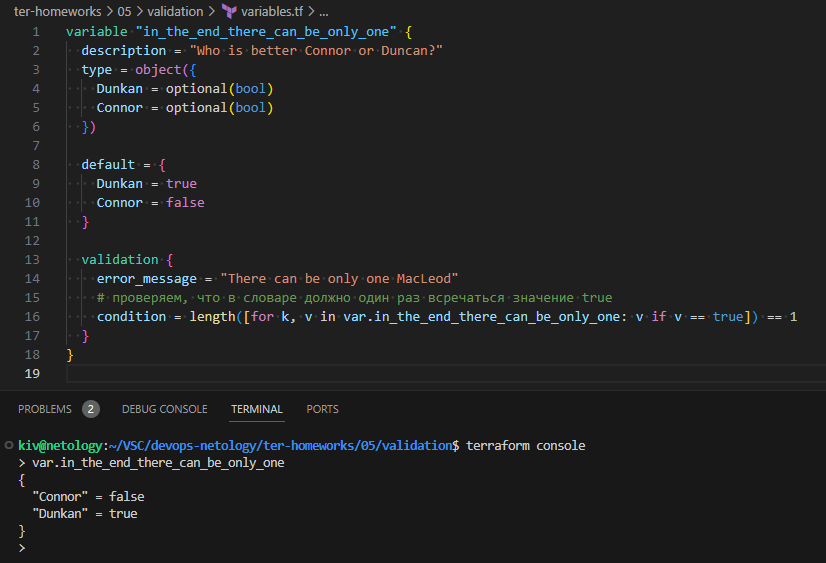 ter-homeworks > 05 > validation > variables.tf > ...
1 variable "in_the_end_there_can_be_only_one" {
2 description = "Who is better Connor or Duncan?"
3 type = object({
4 Dunkan = optional(bool)
5 Connor = optional(bool)
6 })
7
8 default = {
9 Dunkan = true
10 Connor = false
11 }
12
13 validation {
14 error_message = "There can be only one MacLeod"
15 # проверяем, что в словаре должно один раз всречаться значение true
16 condition = length([for k, v in var.in_the_end_there_can_be_only_one: v if v == true]) == 1
17 }
18 }
19
PROBLEMS 2 DEBUG CONSOLE TERMINAL PORTS
kiv@netology:~/VSC/devops-netology/ter-homeworks/05/validation$ terraform console
> var.in_the_end_there_can_be_only_one
{
"Connor" = false
"Dunkan" = true
}
>